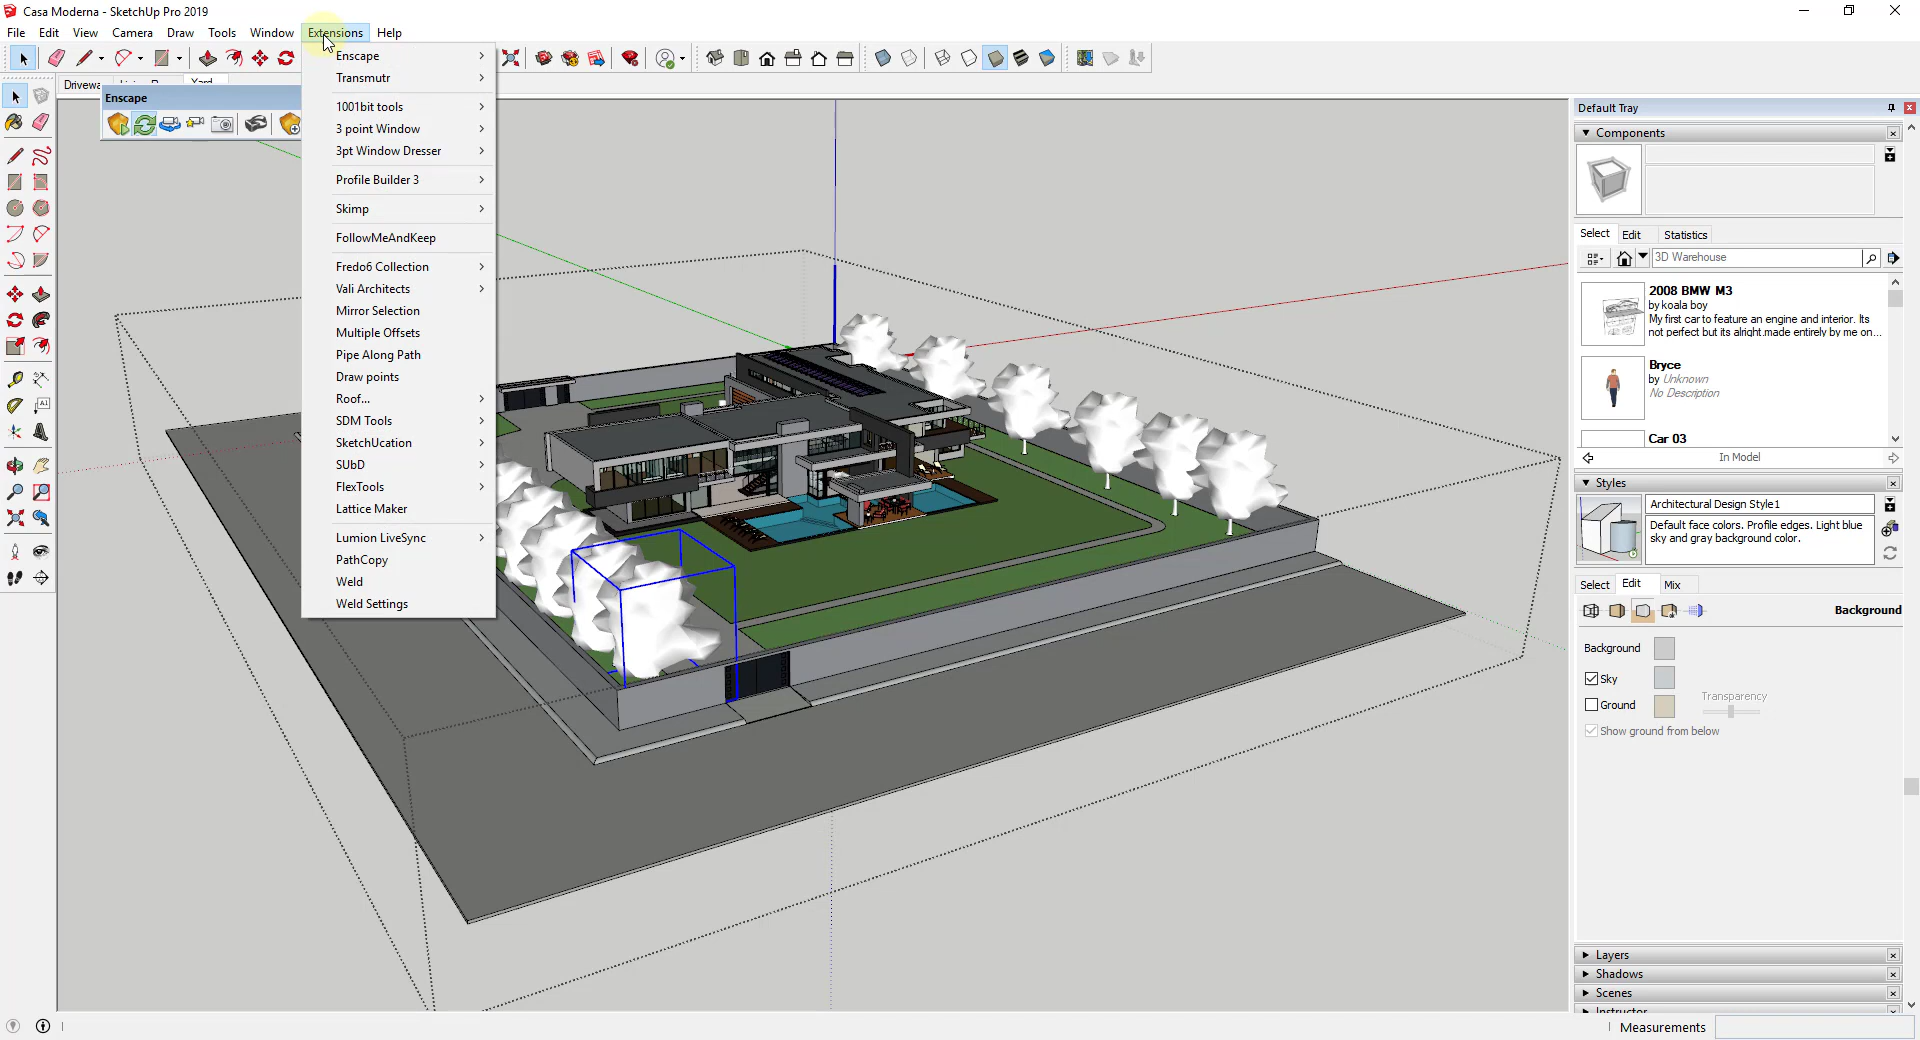 Casa Moderna - SketchUp Pro 2019
File Edit View Camera Draw Tools Window Extensions Help
Enscape
Transmutr
1001bit tools
3 point Window
3pt Window Dresser
Profile Builder 3
Skimp
FollowMeAndKeep
Fredo6 Collection
Vali Architects
Mirror Selection
Multiple Offsets
Pipe Along Path
Draw points
Roof...
SDM Tools
SketchUcation
SUbD
FlexTools
Lattice Maker
Lumion LiveSync
PathCopy
Weld
Weld Settings
Enscape
Default Tray
Components
Select Edit Statistics
3D Warehouse
2008 BMW M3
by koala boy
My first car to feature an engine and interior. Its
not perfect but its alright.made entirely by me on...
Bryce
by Unknown
No Description
Car 03
In Model
Styles
Architectural Design Style1
Default face colors. Profile edges. Light blue
sky and gray background color.
Select Edit Mix
Background
Background
Sky
Ground
Transparency
Show ground from below
Layers
Shadows
Scenes
Measurements